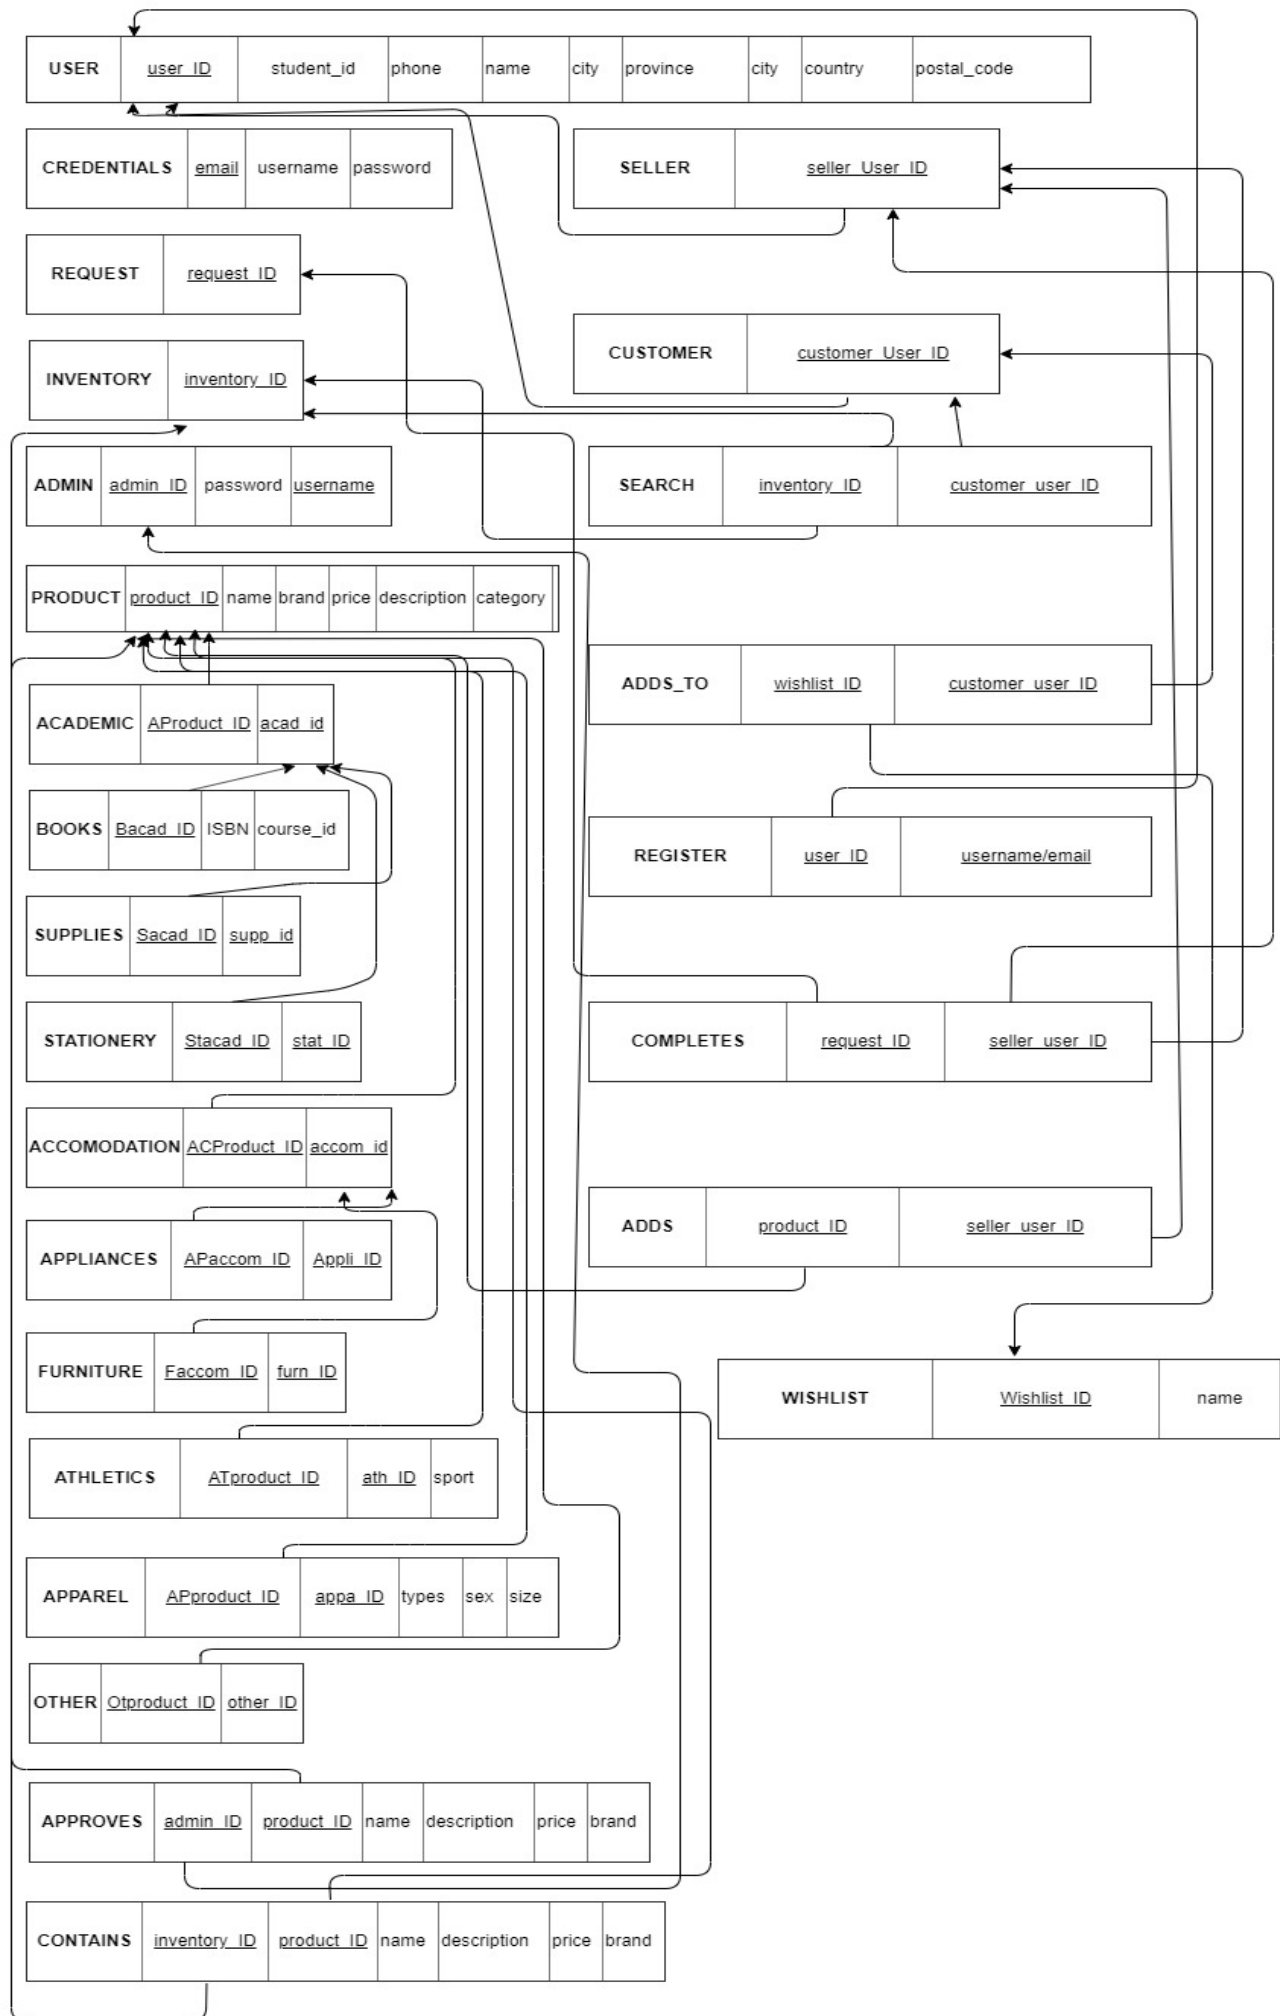 USER user_ID student_id phone name city province city country postal_code
CREDENTIALS email username password
SELLER seller_User_ID
REQUEST request_ID
CUSTOMER customer_User_ID
INVENTORY inventory_ID
ADMIN admin_ID password username
SEARCH inventory_ID customer_user_ID
PRODUCT product_ID name brand price description category
ADDS_TO wishlist_ID customer_user_ID
ACADEMIC AProduct_ID acad_id
BOOKS Bacad_ID ISBN course_id
REGISTER user_ID username/email
SUPPLIES Sacad_ID supp_id
STATIONERY Stacad_ID stat_ID
COMPLETES request_ID seller_user_ID
ACCOMODATION ACProduct_ID accom_id
ADDS product_ID seller_user_ID
APPLIANCES APaccom_ID Appli_ID
FURNITURE Faccom_ID furn_ID
WISHLIST Wishlist_ID name
ATHLETICS ATproduct_ID ath_ID sport
APPAREL APproduct_ID appa_ID types sex size
OTHER Otproduct_ID other_ID
APPROVES admin_ID product_ID name description price brand
CONTAINS inventory_ID product_ID name description price brand